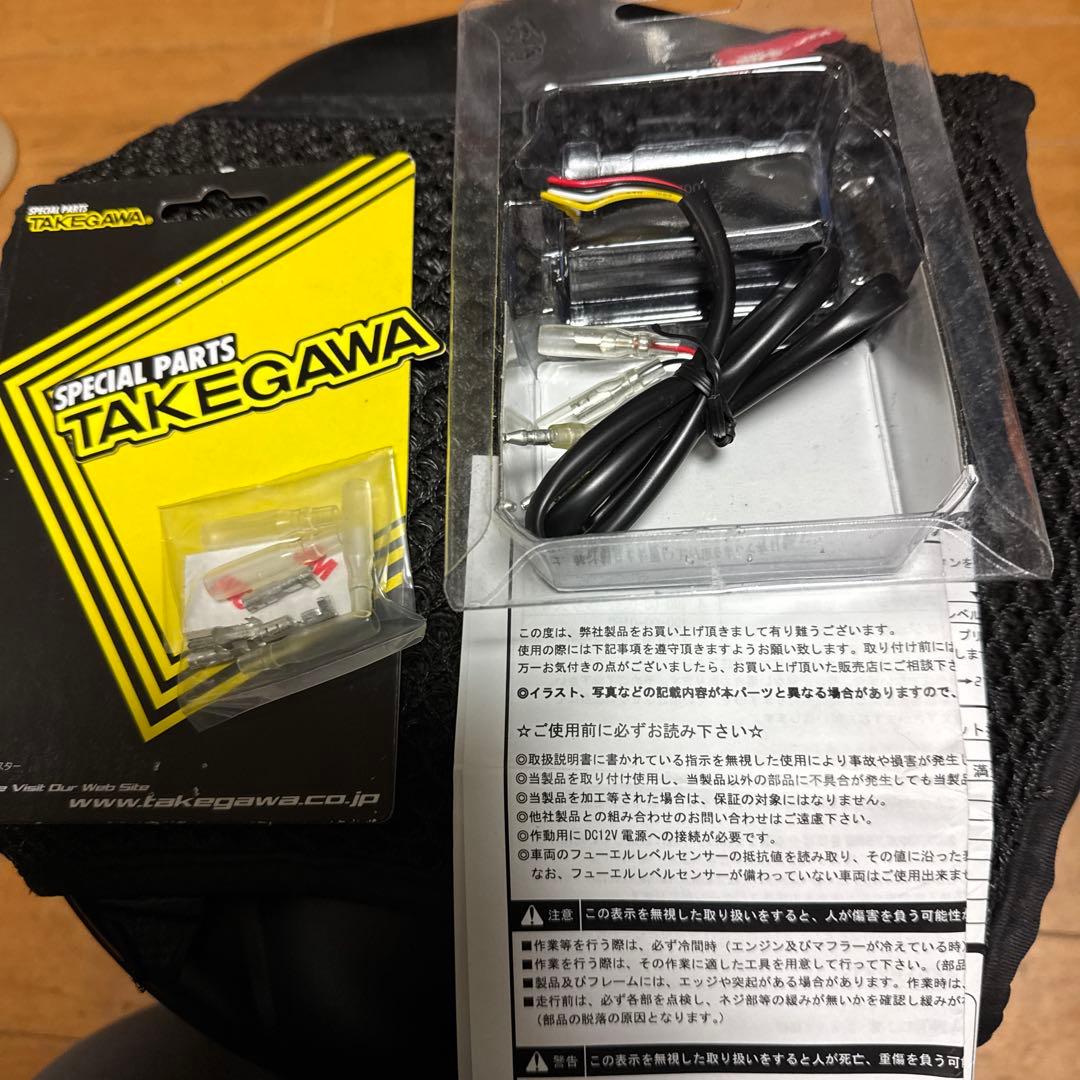 SPECIAL PARTS
TAKEGAWA
SPECIAL PARTS
TAKEGAWA
スター
e Visit Our Web Site
www.takegawa.co.jp
この度は、弊社製品をお買い上げ頂きまして有り難うございます。
使用の際には下記事項を遵守頂きますようお願い致します。取り付け前には
万一お気付きの点がございましたら、お買い上げ頂いた販売店にご相談下さ
◎イラスト、写真などの記載内容が本パーツと異なる場合がありますので、
☆ご使用前に必ずお読み下さい☆
◎取扱説明書に書かれている指示を無視した使用により事故や損害が発生し
◎当製品を取り付け使用し、当製品以外の部品に不具合が発生しても当製品
◎当製品を加工等された場合は、保証の対象にはなりません。
◎他社製品との組み合わせのお問い合わせはご遠慮下さい。
◎作動用にDC12V電源への接続が必要です。
◎車両のフューエルレベルセンサーの抵抗値を読み取り、その値に沿った
なお、フューエルレベルセンサーが備わっていない車両はご使用出来ませ
注意 この表示を無視した取り扱いをすると、人が傷害を負う可能性
■作業等を行う際は、必ず冷間時（エンジン及びマフラーが冷えている時）
■作業を行う際は、その作業に適した工具を用意して行って下さい。（部品
■製品及びフレームには、エッジや突起がある場合があります。作業時は、
■走行前は、必ず各部を点検し、ネジ部等の緩みが無いかを確認し緩みが
（部品の脱落の原因となります。）
警告 この表示を無視した取り扱いをすると人が死亡、重傷を負う可